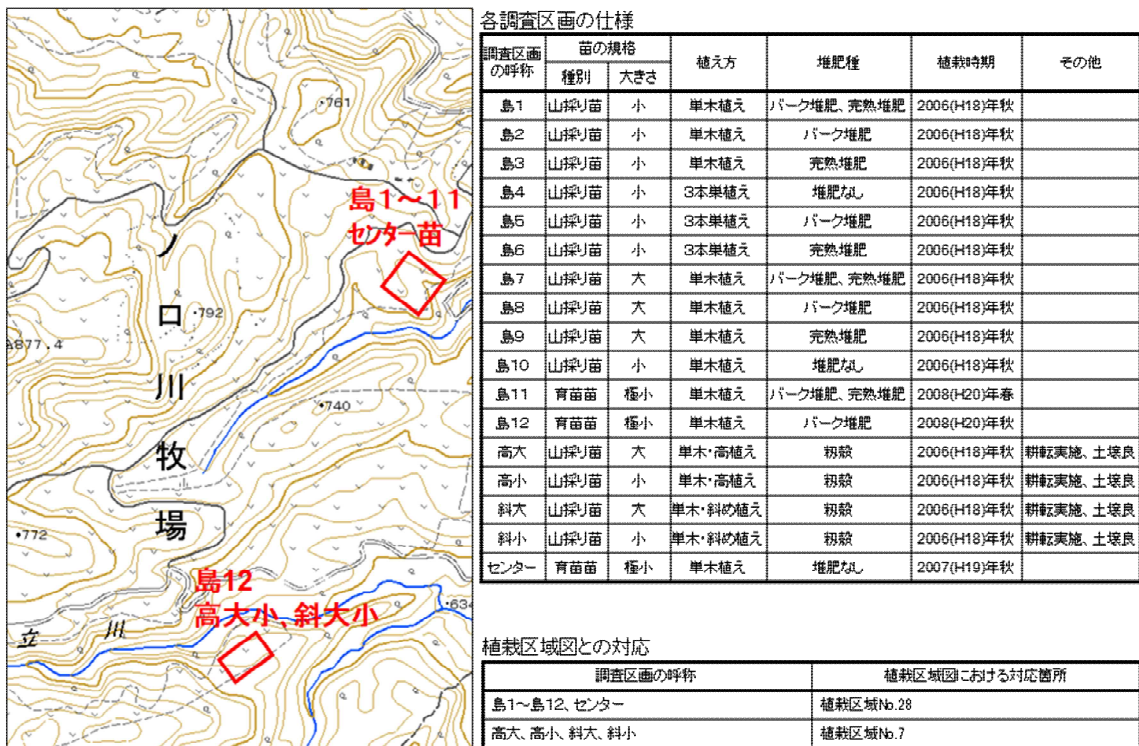 ・761
島1～11
センター苗
ノ
口
・792
877.4
川
・740
牧
場
・772
島12
高大小、斜大小
・634
立 川
各調査区画の仕様
調査区画の呼称 苗の規格 植え方 堆肥種 植栽時期 その他
種別 大きさ
島1 山採り苗 小 単木植え バーク堆肥、完熟堆肥 2006(H18)年秋
島2 山採り苗 小 単木植え バーク堆肥 2006(H18)年秋
島3 山採り苗 小 単木植え 完熟堆肥 2006(H18)年秋
島4 山採り苗 小 3本巣植え 堆肥なし 2006(H18)年秋
島5 山採り苗 小 3本巣植え バーク堆肥 2006(H18)年秋
島6 山採り苗 小 3本巣植え 完熟堆肥 2006(H18)年秋
島7 山採り苗 大 単木植え バーク堆肥、完熟堆肥 2006(H18)年秋
島8 山採り苗 大 単木植え バーク堆肥 2006(H18)年秋
島9 山採り苗 大 単木植え 完熟堆肥 2006(H18)年秋
島10 山採り苗 小 単木植え 堆肥なし 2006(H18)年秋
島11 育苗苗 極小 単木植え バーク堆肥、完熟堆肥 2008(H20)年春
島12 育苗苗 極小 単木植え バーク堆肥 2008(H20)年秋
高大 山採り苗 大 単木・高植え 籾殻 2006(H18)年秋 耕転実施、土壌良
高小 山採り苗 小 単木・高植え 籾殻 2006(H18)年秋 耕転実施、土壌良
斜大 山採り苗 大 単木・斜め植え 籾殻 2006(H18)年秋 耕転実施、土壌良
斜小 山採り苗 小 単木・斜め植え 籾殻 2006(H18)年秋 耕転実施、土壌良
センター 育苗苗 極小 単木植え 堆肥なし 2007(H19)年秋
植栽区域図との対応
調査区画の呼称 植栽区域図における対応箇所
島1～島12、センター 植栽区域No.28
高大、高小、斜大、斜小 植栽区域No.7